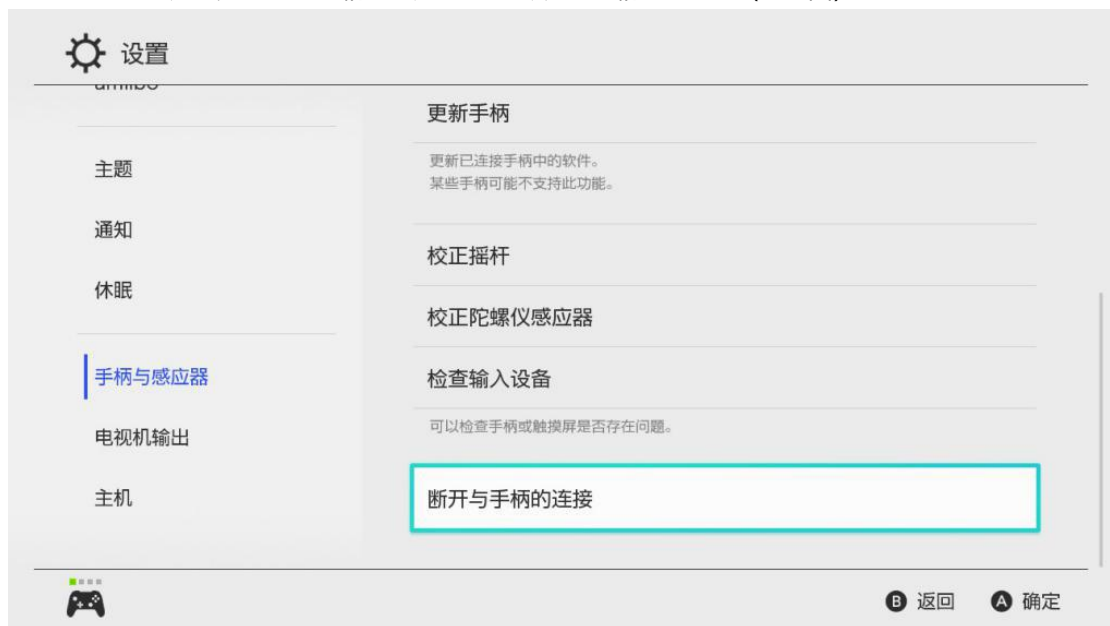 设置
amiibo
主题
通知
休眠
手柄与感应器
电视机输出
主机
更新手柄
更新已连接手柄中的软件。
某些手柄可能不支持此功能。
校正摇杆
校正陀螺仪感应器
检查输入设备
可以检查手柄或触摸屏是否存在问题。
断开与手柄的连接
B 返回 A 确定